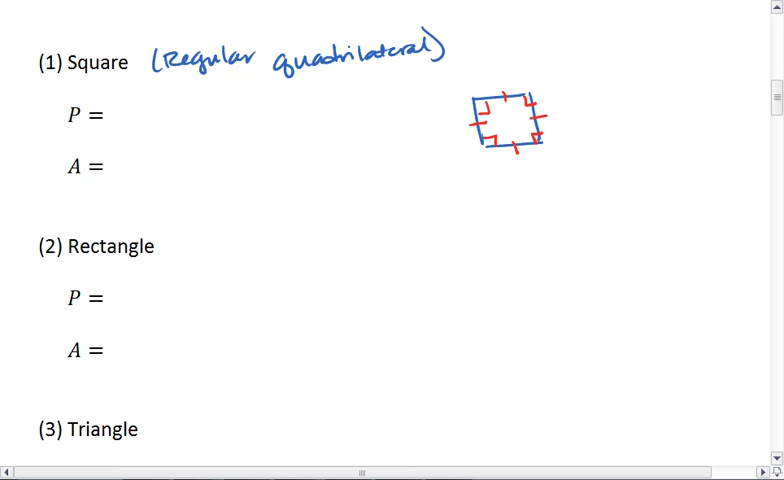 (1) Square (Regular quadrilateral)
P =
A =
(2) Rectangle
P =
A =
(3) Triangle